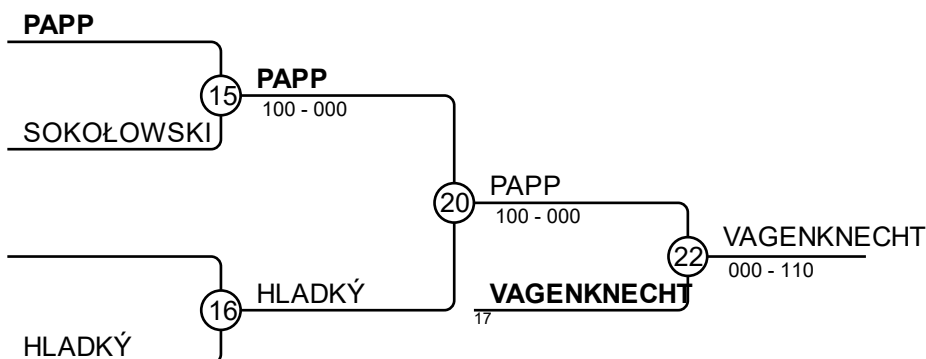 PAPP
15
PAPP
100 - 000
SOKOŁOWSKI
20
PAPP
100 - 000
22
VAGENKNECHT
000 - 110
16
HLADKÝ
VAGENKNECHT
17
HLADKÝ